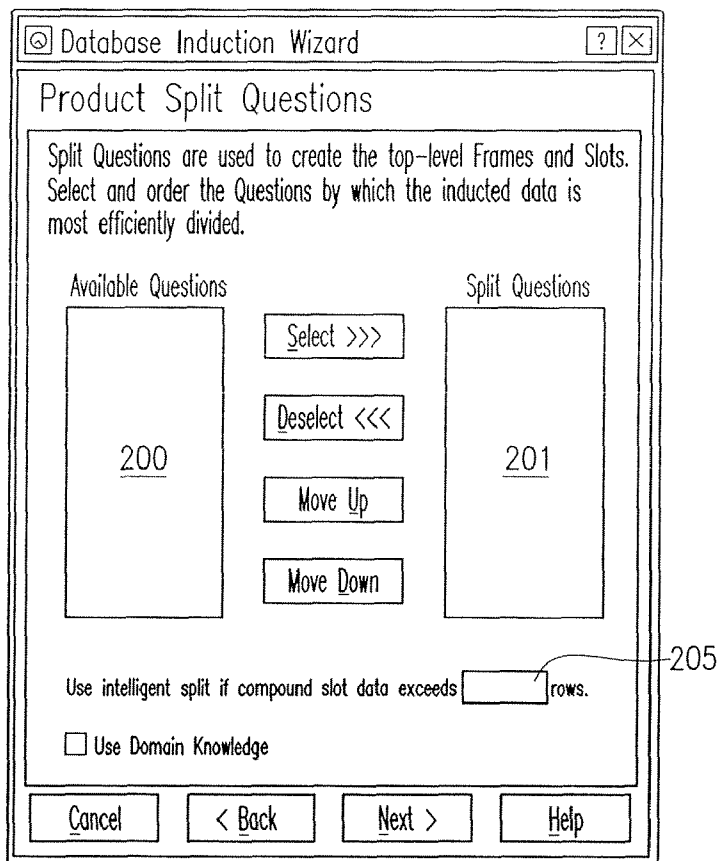 Database Induction Wizard ? X
Product Split Questions
Split Questions are used to create the top-level Frames and Slots.
Select and order the Questions by which the inducted data is
most efficiently divided.
Available Questions Split Questions
Select >>>
Deselect <<<
200 201
Move Up
Move Down
205
Use intelligent split if compound slot data exceeds rows.
Use Domain Knowledge
Cancel < Back Next > Help